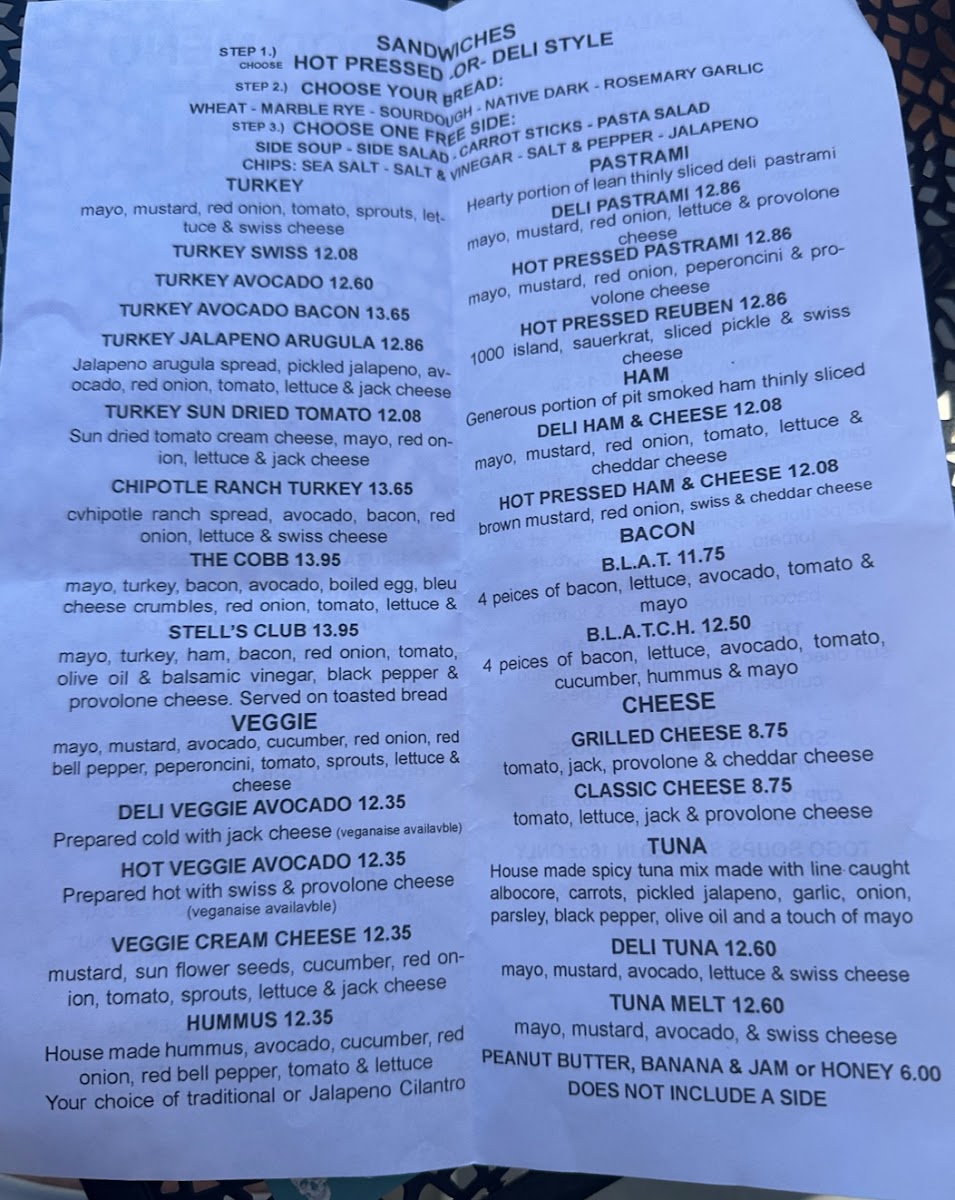 SANDWICHES
STEP 1.) CHOOSE HOT PRESSED -OR- DELI STYLE
STEP 2.) CHOOSE YOUR BREAD:
WHEAT - MARBLE RYE - SOURDOUGH - NATIVE DARK - ROSEMARY GARLIC
STEP 3.) CHOOSE ONE FREE SIDE:
SIDE SOUP - SIDE SALAD - CARROT STICKS - PASTA SALAD
CHIPS: SEA SALT - SALT & VINEGAR - SALT & PEPPER - JALAPENO
TURKEY
mayo, mustard, red onion, tomato, sprouts, let-
tuce & swiss cheese
TURKEY SWISS 12.08
TURKEY AVOCADO 12.60
TURKEY AVOCADO BACON 13.65
TURKEY JALAPENO ARUGULA 12.86
Jalapeno arugula spread, pickled jalapeno, av-
ocado, red onion, tomato, lettuce & jack cheese
TURKEY SUN DRIED TOMATO 12.08
Sun dried tomato cream cheese, mayo, red on-
ion, lettuce & jack cheese
CHIPOTLE RANCH TURKEY 13.65
cvhipotle ranch spread, avocado, bacon, red
onion, lettuce & swiss cheese
THE COBB 13.95
mayo, turkey, bacon, avocado, boiled egg, bleu
cheese crumbles, red onion, tomato, lettuce &
STELL'S CLUB 13.95
mayo, turkey, ham, bacon, red onion, tomato,
olive oil & balsamic vinegar, black pepper &
provolone cheese. Served on toasted bread
VEGGIE
mayo, mustard, avocado, cucumber, red onion, red
bell pepper, peperoncini, tomato, sprouts, lettuce &
cheese
DELI VEGGIE AVOCADO 12.35
Prepared cold with jack cheese (veganaise availavble)
HOT VEGGIE AVOCADO 12.35
Prepared hot with swiss & provolone cheese
(veganaise availavble)
VEGGIE CREAM CHEESE 12.35
mustard, sun flower seeds, cucumber, red on-
ion, tomato, sprouts, lettuce & jack cheese
HUMMUS 12.35
House made hummus, avocado, cucumber, red
onion, red bell pepper, tomato & lettuce
Your choice of traditional or Jalapeno Cilantro
PASTRAMI
Hearty portion of lean thinly sliced deli pastrami
DELI PASTRAMI 12.86
mayo, mustard, red onion, lettuce & provolone
cheese
HOT PRESSED PASTRAMI 12.86
mayo, mustard, red onion, peperoncini & pro-
volone cheese
HOT PRESSED REUBEN 12.86
1000 island, sauerkrat, sliced pickle & swiss
cheese
HAM
Generous portion of pit smoked ham thinly sliced
DELI HAM & CHEESE 12.08
mayo, mustard, red onion, tomato, lettuce &
cheddar cheese
HOT PRESSED HAM & CHEESE 12.08
brown mustard, red onion, swiss & cheddar cheese
BACON
B.L.A.T. 11.75
4 peices of bacon, lettuce, avocado, tomato &
mayo
B.L.A.T.C.H. 12.50
4 peices of bacon, lettuce, avocado, tomato,
cucumber, hummus & mayo
CHEESE
GRILLED CHEESE 8.75
tomato, jack, provolone & cheddar cheese
CLASSIC CHEESE 8.75
tomato, lettuce, jack & provolone cheese
TUNA
House made spicy tuna mix made with line caught
albocore, carrots, pickled jalapeno, garlic, onion,
parsley, black pepper, olive oil and a touch of mayo
DELI TUNA 12.60
mayo, mustard, avocado, lettuce & swiss cheese
TUNA MELT 12.60
mayo, mustard, avocado, & swiss cheese
PEANUT BUTTER, BANANA & JAM or HONEY 6.00
DOES NOT INCLUDE A SIDE